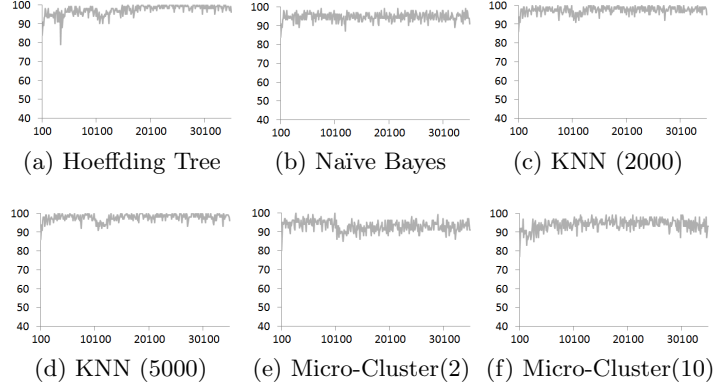 100 100 100
90 90 90
80 80 80
70 70 70
60 60 60
50 50 50
40 40 40
100 10100 20100 30100 100 10100 20100 30100 100 10100 20100 30100
(a) Hoeffding Tree (b) Naïve Bayes (c) KNN (2000)
100 100 100
90 90 90
80 80 80
70 70 70
60 60 60
50 50 50
40 40 40
100 10100 20100 30100 100 10100 20100 30100 100 10100 20100 30100
(d) KNN (5000) (e) Micro-Cluster(2) (f) Micro-Cluster(10)